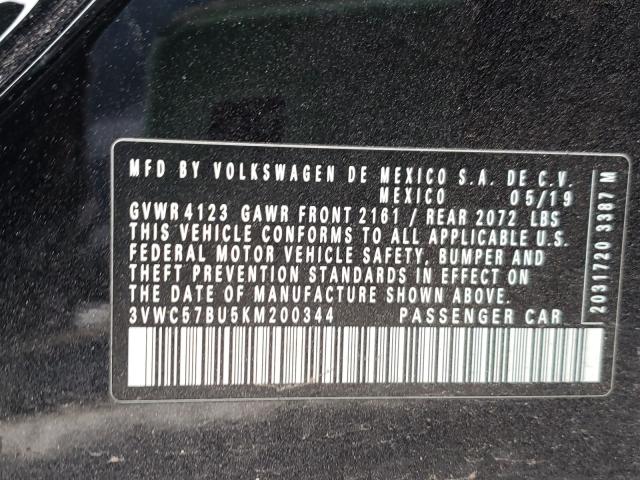 MFD BY VOLKSWAGEN DE MEXICO S.A. DE C.V.
MEXICO 05/19
GVWR 4123 GAWR FRONT 2161 / REAR 2072 LBS
THIS VEHICLE CONFORMS TO ALL APPLICABLE U.S.
FEDERAL MOTOR VEHICLE SAFETY, BUMPER AND
THEFT PREVENTION STANDARDS IN EFFECT ON
THE DATE OF MANUFACTURE SHOWN ABOVE.
3VWC57BU5KM200344 PASSENGER CAR
2031720 3387 M